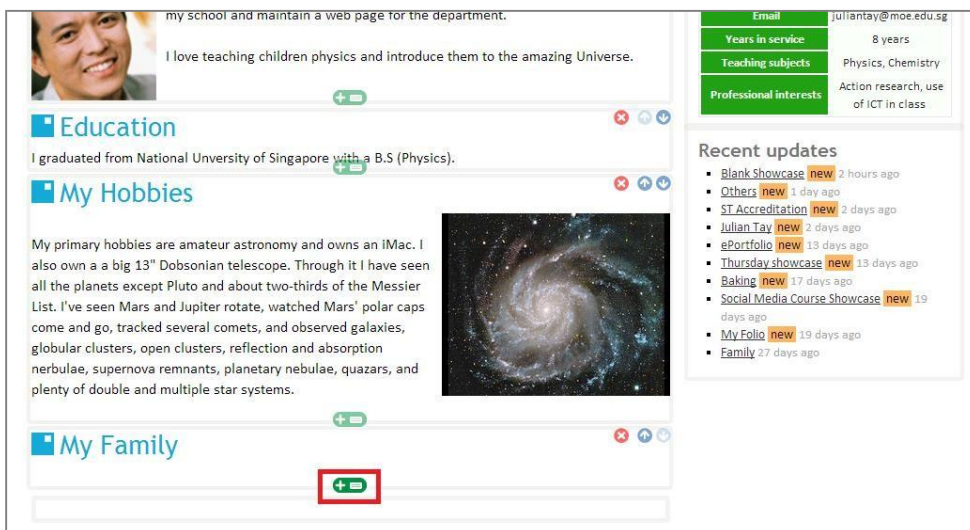 my school and maintain a web page for the department.
I love teaching children physics and introduce them to the amazing Universe.
Education
I graduated from National Unversity of Singapore with a B.S (Physics).
My Hobbies
My primary hobbies are amateur astronomy and owns an iMac. I
also own a a big 13" Dobsonian telescope. Through it I have seen
all the planets except Pluto and about two-thirds of the Messier
List. I've seen Mars and Jupiter rotate, watched Mars' polar caps
come and go, tracked several comets, and observed galaxies,
globular clusters, open clusters, reflection and absorption
nerbulae, supernova remnants, planetary nebulae, quazars, and
plenty of double and multiple star systems.
My Family
Email juliantay@moe.edu.sg
Years in service 8 years
Teaching subjects Physics, Chemistry
Professional interests Action research, use
of ICT in class
Recent updates
Blank Showcase new 2 hours ago
Others new 1 day ago
ST Accreditation new 2 days ago
Julian Tay new 2 days ago
ePortfolio new 13 days ago
Thursday showcase new 13 days ago
Baking new 17 days ago
Social Media Course Showcase new 19
days ago
My Folio new 19 days ago
Family 27 days ago